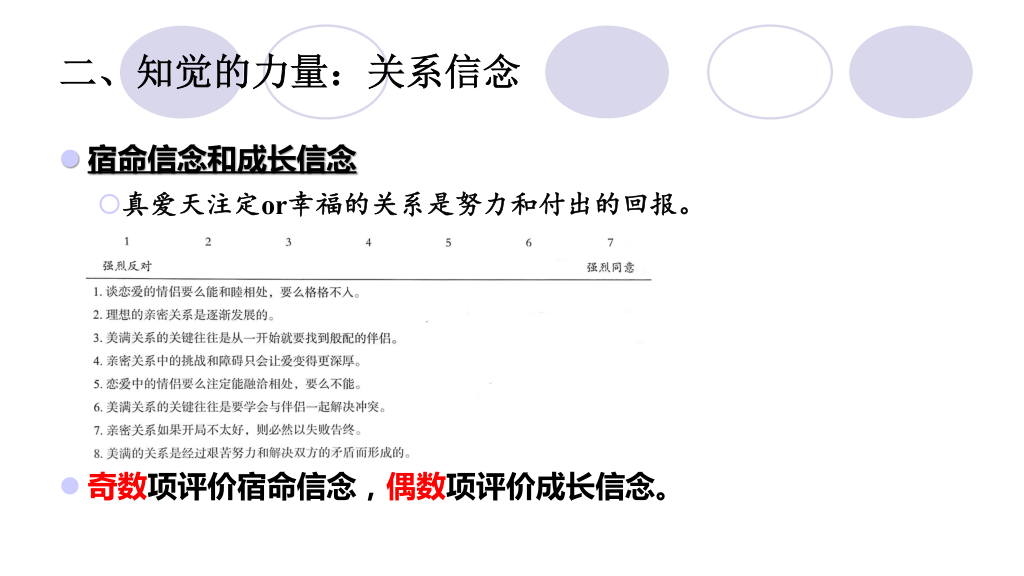 二、知觉的力量：关系信念
宿命信念和成长信念
真爱天注定or幸福的关系是努力和付出的回报。
1 2 3 4 5 6 7
强烈反对 强烈同意
1. 谈恋爱的情侣要么能和睦相处，要么格格不入。
2. 理想的亲密关系是逐渐发展的。
3. 美满关系的关键往往是从一开始就要找到般配的伴侣。
4. 亲密关系中的挑战和障碍只会让爱变得更深厚。
5. 恋爱中的情侣要么注定能融洽相处，要么不能。
6. 美满关系的关键往往是要学会与伴侣一起解决冲突。
7. 亲密关系如果开局不太好，则必然以失败告终。
8. 美满的关系是经过艰苦努力和解决双方的矛盾而形成的。
奇数项评价宿命信念，偶数项评价成长信念。